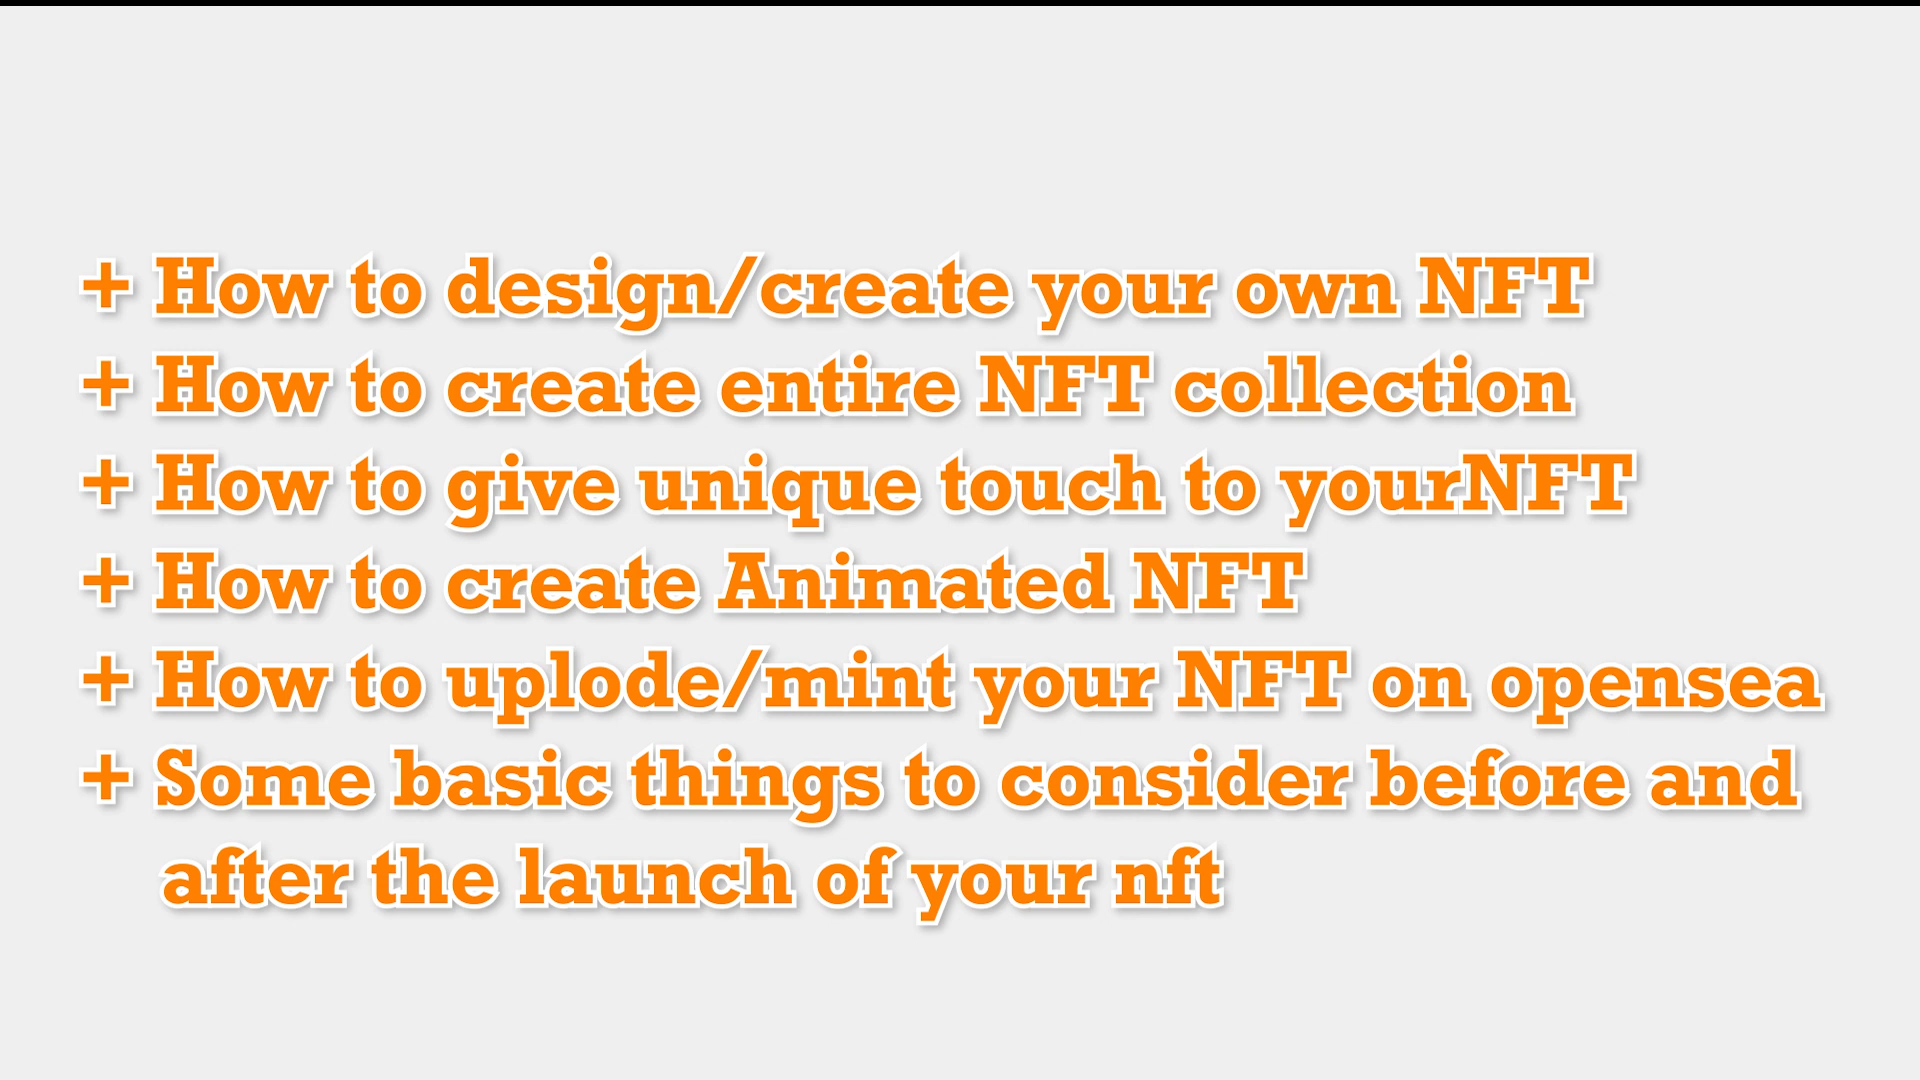 + How to design/create your own NFT
+ How to create entire NFT collection
+ How to give unique touch to yourNFT
+ How to create Animated NFT
+ How to uplode/mint your NFT on opensea
+ Some basic things to consider before and
after the launch of your nft